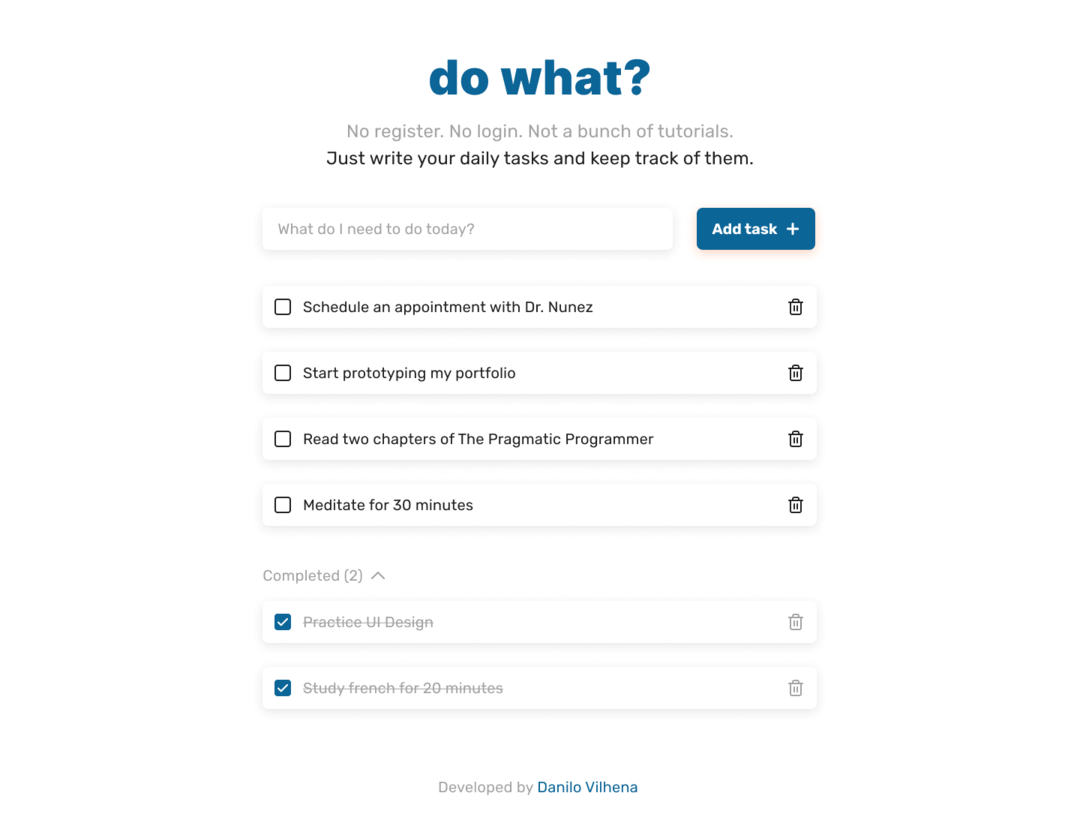 do what?
No register. No login. Not a bunch of tutorials.
Just write your daily tasks and keep track of them.
What do I need to do today?
Add task +
Schedule an appointment with Dr. Nunez
Start prototyping my portfolio
Read two chapters of The Pragmatic Programmer
Meditate for 30 minutes
Completed (2)
Practice UI Design
Study french for 20 minutes
Developed by Danilo Vilhena